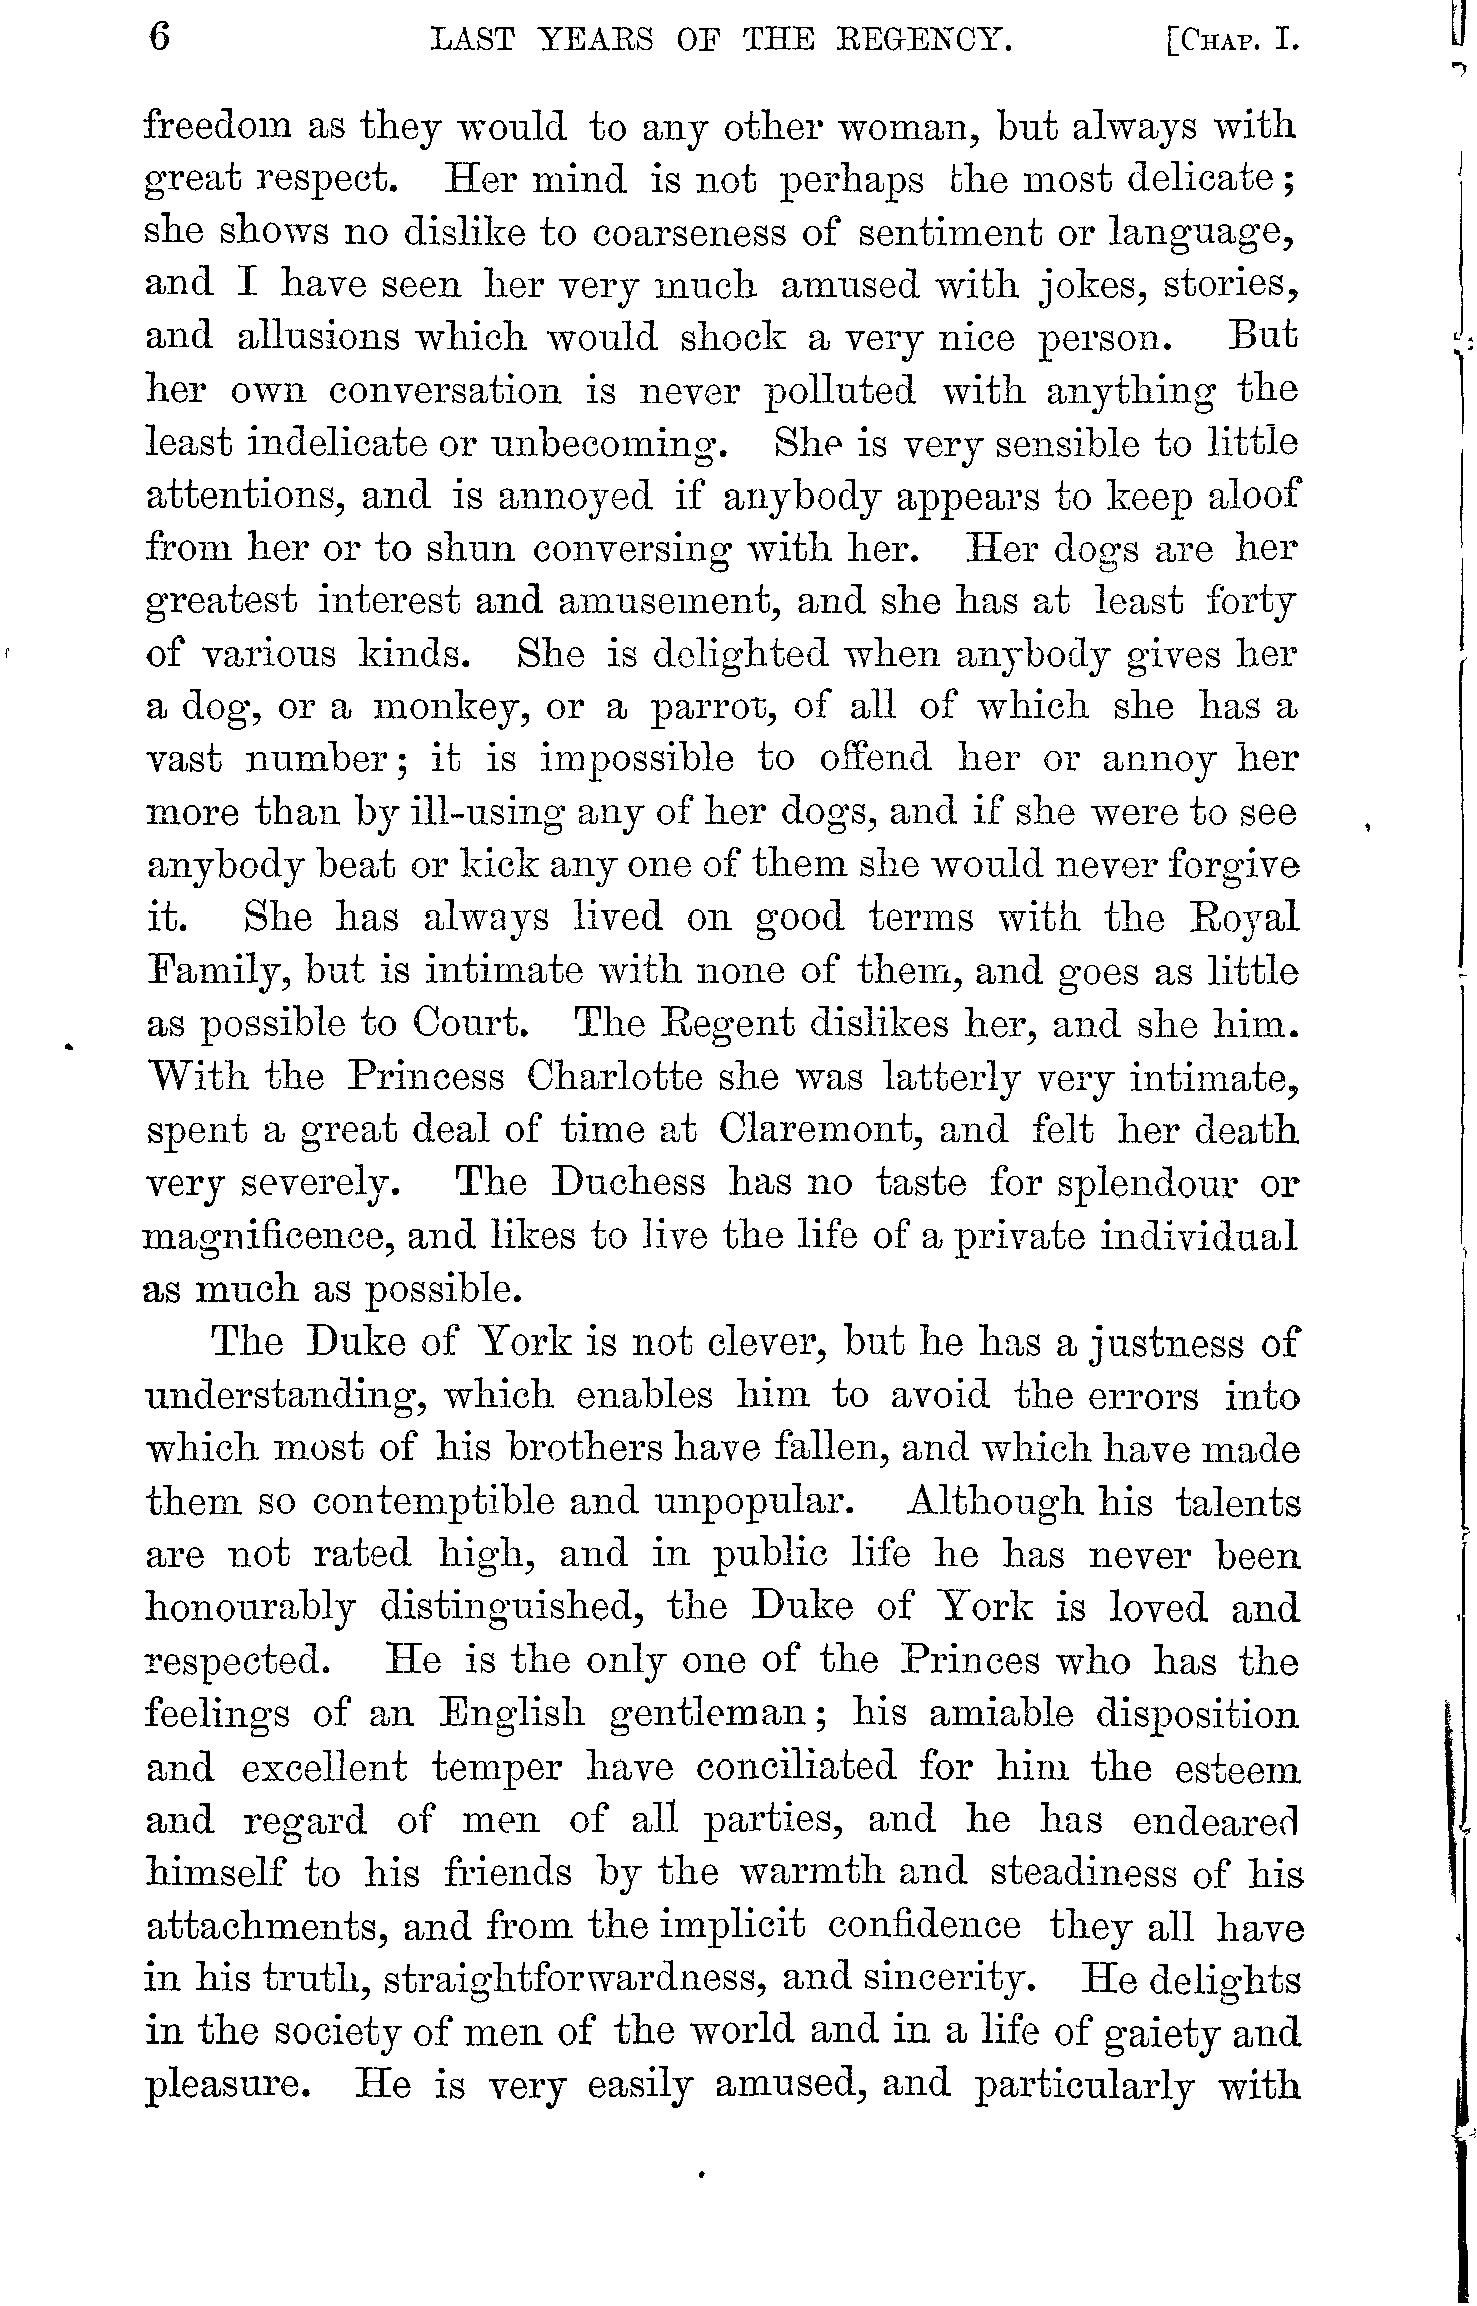 6 LAST YEARS OF THE REGENCY. [CHAP. I.
freedom as they would to any other woman, but always with
great respect. Her mind is not perhaps the most delicate;
she shows no dislike to coarseness of sentiment or language,
and I have seen her very much amused with jokes, stories,
and allusions which would shock a very nice person. But
her own conversation is never polluted with anything the
least indelicate or unbecoming. She is very sensible to little
attentions, and is annoyed if anybody appears to keep aloof
from her or to shun conversing with her. Her dogs are her
greatest interest and amusement, and she has at least forty
of various kinds. She is delighted when anybody gives her
a dog, or a monkey, or a parrot, of all of which she has a
vast number; it is impossible to offend her or annoy her
more than by ill-using any of her dogs, and if she were to see
anybody beat or kick any one of them she would never forgive
it. She has always lived on good terms with the Royal
Family, but is intimate with none of them, and goes as little
as possible to Court. The Regent dislikes her, and she him.
With the Princess Charlotte she was latterly very intimate,
spent a great deal of time at Claremont, and felt her death
very severely. The Duchess has no taste for splendour or
magnificence, and likes to live the life of a private individual
as much as possible.
The Duke of York is not clever, but he has a justness of
understanding, which enables him to avoid the errors into
which most of his brothers have fallen, and which have made
them so contemptible and unpopular. Although his talents
are not rated high, and in public life he has never been
honourably distinguished, the Duke of York is loved and
respected. He is the only one of the Princes who has the
feelings of an English gentleman; his amiable disposition
and excellent temper have conciliated for him the esteem
and regard of men of all parties, and he has endeared
himself to his friends by the warmth and steadiness of his
attachments, and from the implicit confidence they all have
in his truth, straightforwardness, and sincerity. He delights
in the society of men of the world and in a life of gaiety and
pleasure. He is very easily amused, and particularly with